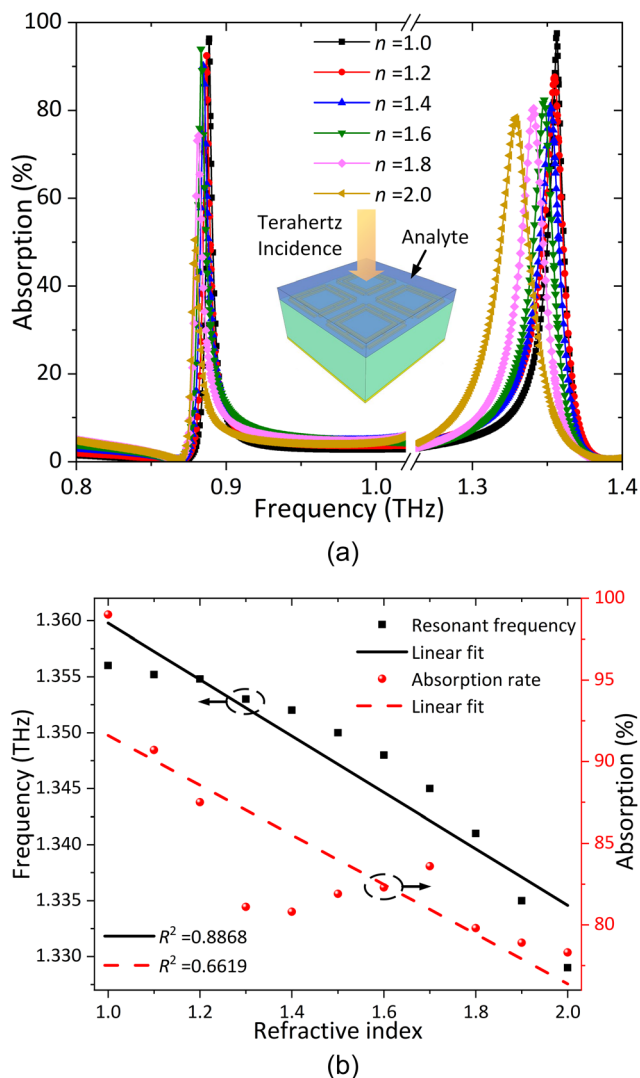 100
80
60
40
20
0
Absorption (%)
n =1.0
n =1.2
n =1.4
n =1.6
n =1.8
n =2.0
Terahertz
Incidence
Analyte
0.8
0.9
1.0
1.3
1.4
Frequency (THz)
(a)
1.360
1.355
1.350
1.345
1.340
1.335
1.330
Frequency (THz)
Resonant frequency
Linear fit
Absorption rate
Linear fit
R² =0.8868
R² =0.6619
100
95
90
85
80
Absorption (%)
1.0
1.2
1.4
1.6
1.8
2.0
Refractive index
(b)